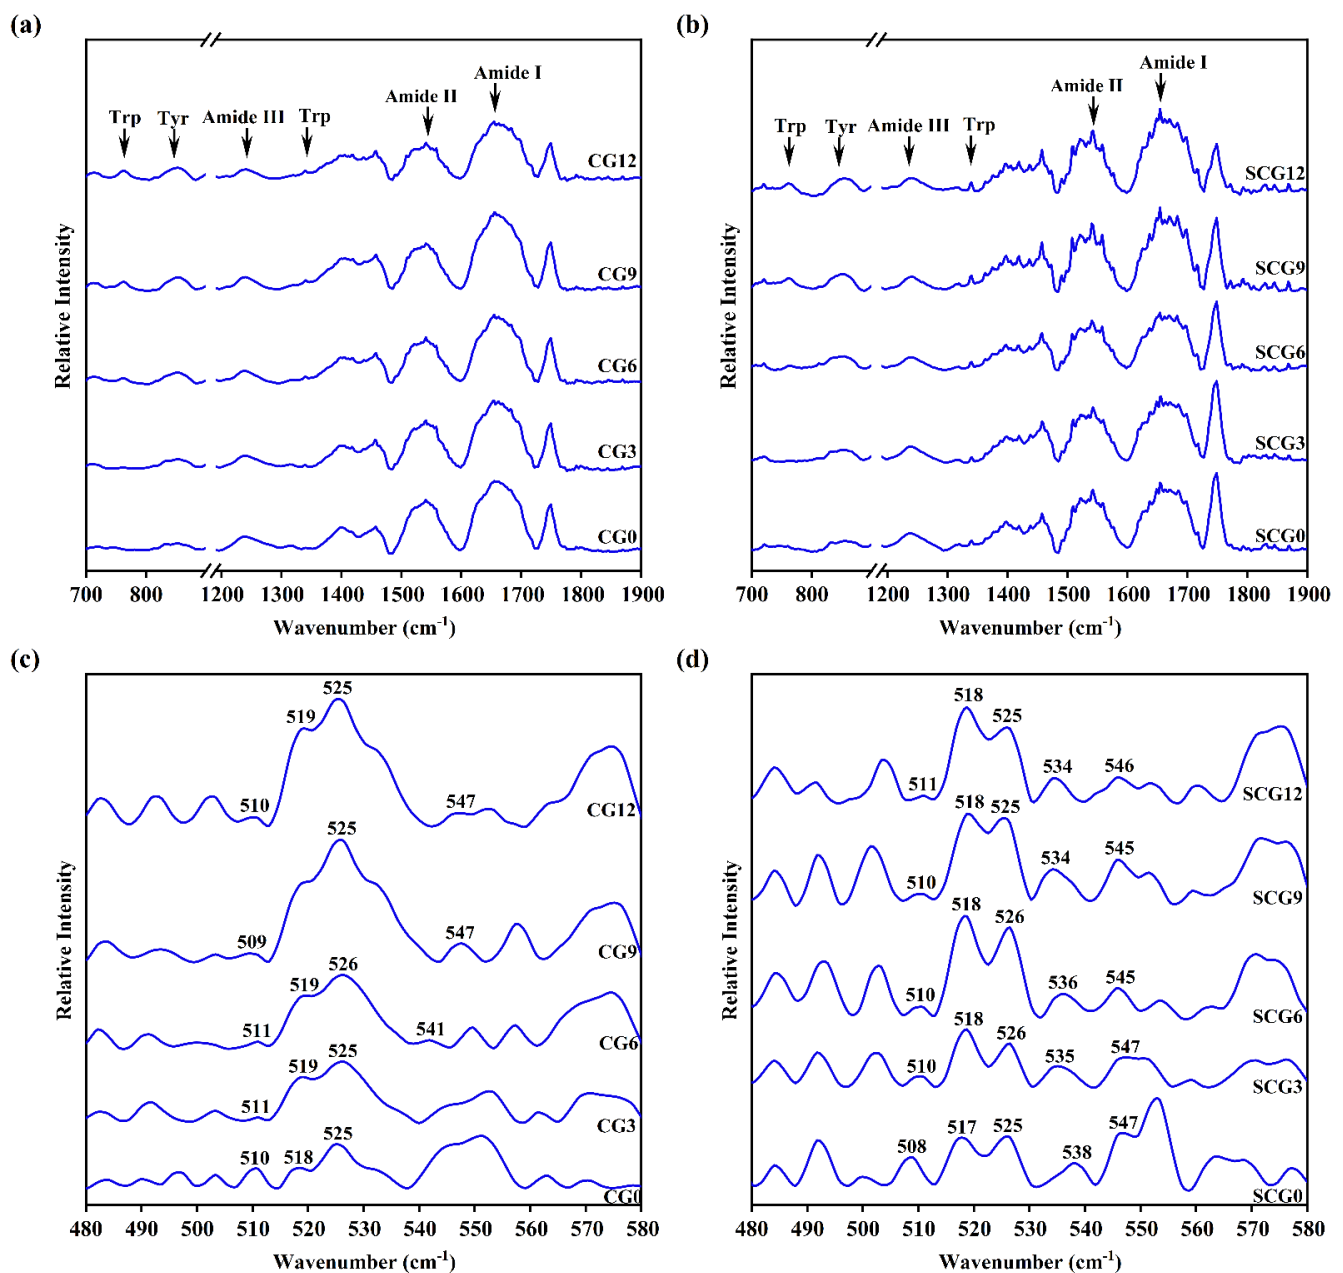 (a)
Amide I
Amide II
Trp
Tyr
Amide III
Trp
CG12
CG9
CG6
CG3
CG0
Relative Intensity
700 800 1200 1300 1400 1500 1600 1700 1800 1900
Wavenumber (cm-1)
(b)
Amide I
Amide II
Trp
Tyr
Amide III
Trp
SCG12
SCG9
SCG6
SCG3
SCG0
Relative Intensity
700 800 1200 1300 1400 1500 1600 1700 1800 1900
Wavenumber (cm-1)
(c)
525
519
510
547
CG12
525
509
547
CG9
526
519
511
541
CG6
525
519
511
CG3
525
510
518
CG0
Relative Intensity
480 490 500 510 520 530 540 550 560 570 580
Wavenumber (cm-1)
(d)
518
525
511
534
546
SCG12
518
525
510
534
545
SCG9
518
526
510
536
545
SCG6
518
526
510
535
547
SCG3
508
517
525
538
547
SCG0
Relative Intensity
480 490 500 510 520 530 540 550 560 570 580
Wavenumber (cm-1)